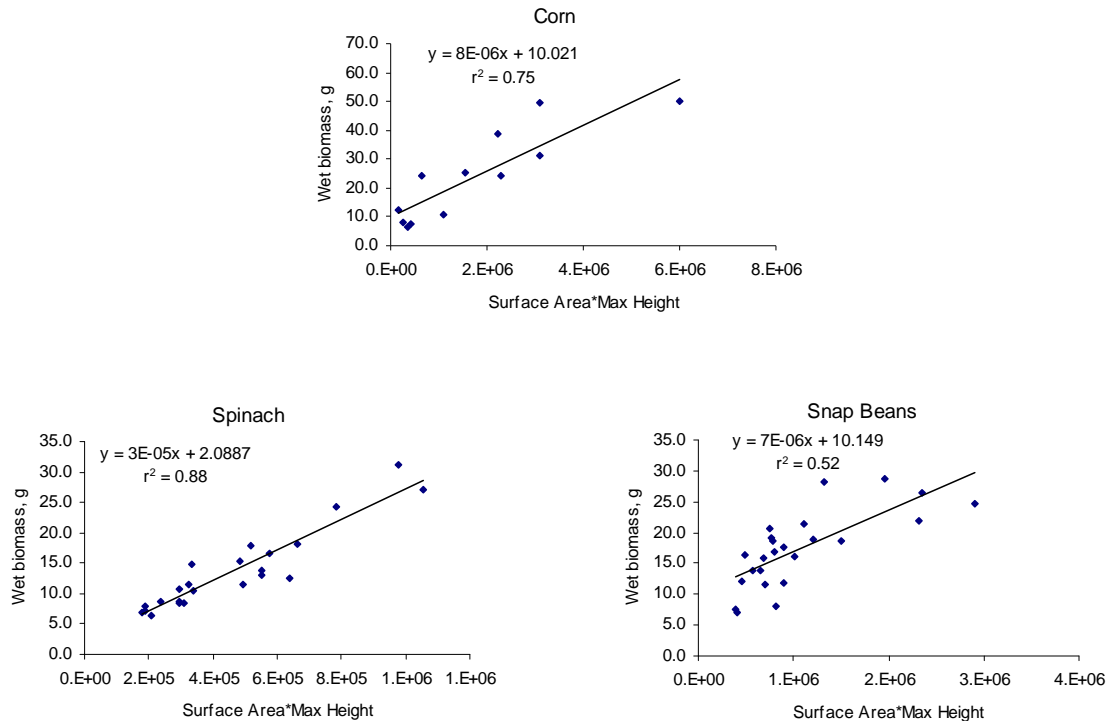 Corn
y = 8E-06x + 10.021
r² = 0.75
70.0
60.0
50.0
40.0
30.0
20.0
10.0
0.0
Wet biomass, g
0.E+00 2.E+06 4.E+06 6.E+06 8.E+06
Surface Area*Max Height
Spinach
y = 3E-05x + 2.0887
r² = 0.88
35.0
30.0
25.0
20.0
15.0
10.0
5.0
0.0
Wet biomass, g
0.E+00 2.E+05 4.E+05 6.E+05 8.E+05 1.E+06 1.E+06
Surface Area*Max Height
Snap Beans
y = 7E-06x + 10.149
r² = 0.52
35.0
30.0
25.0
20.0
15.0
10.0
5.0
0.0
Wet biomass, g
0.E+00 1.E+06 2.E+06 3.E+06 4.E+06
Surface Area*Max Height